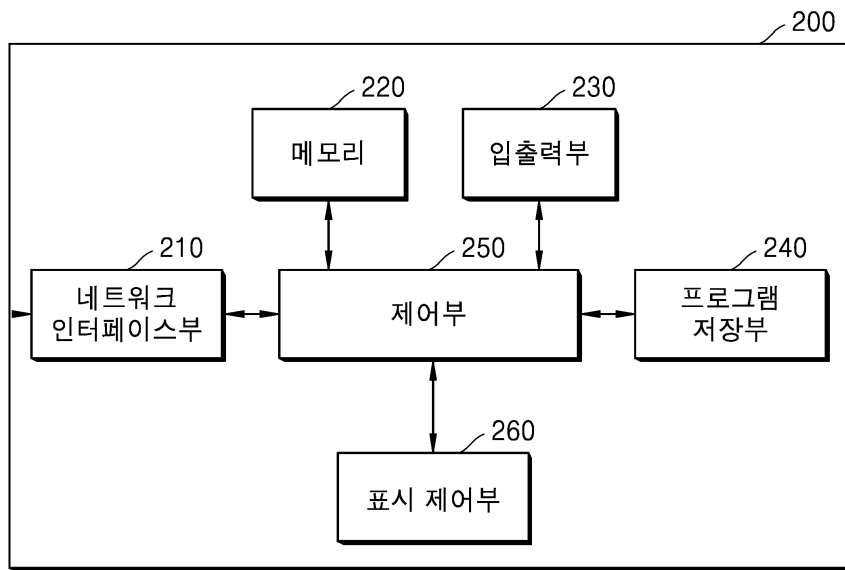 200
220
230
메모리
입출력부
210
250
240
네트워크
인터페이스부
제어부
프로그램
저장부
260
표시 제어부